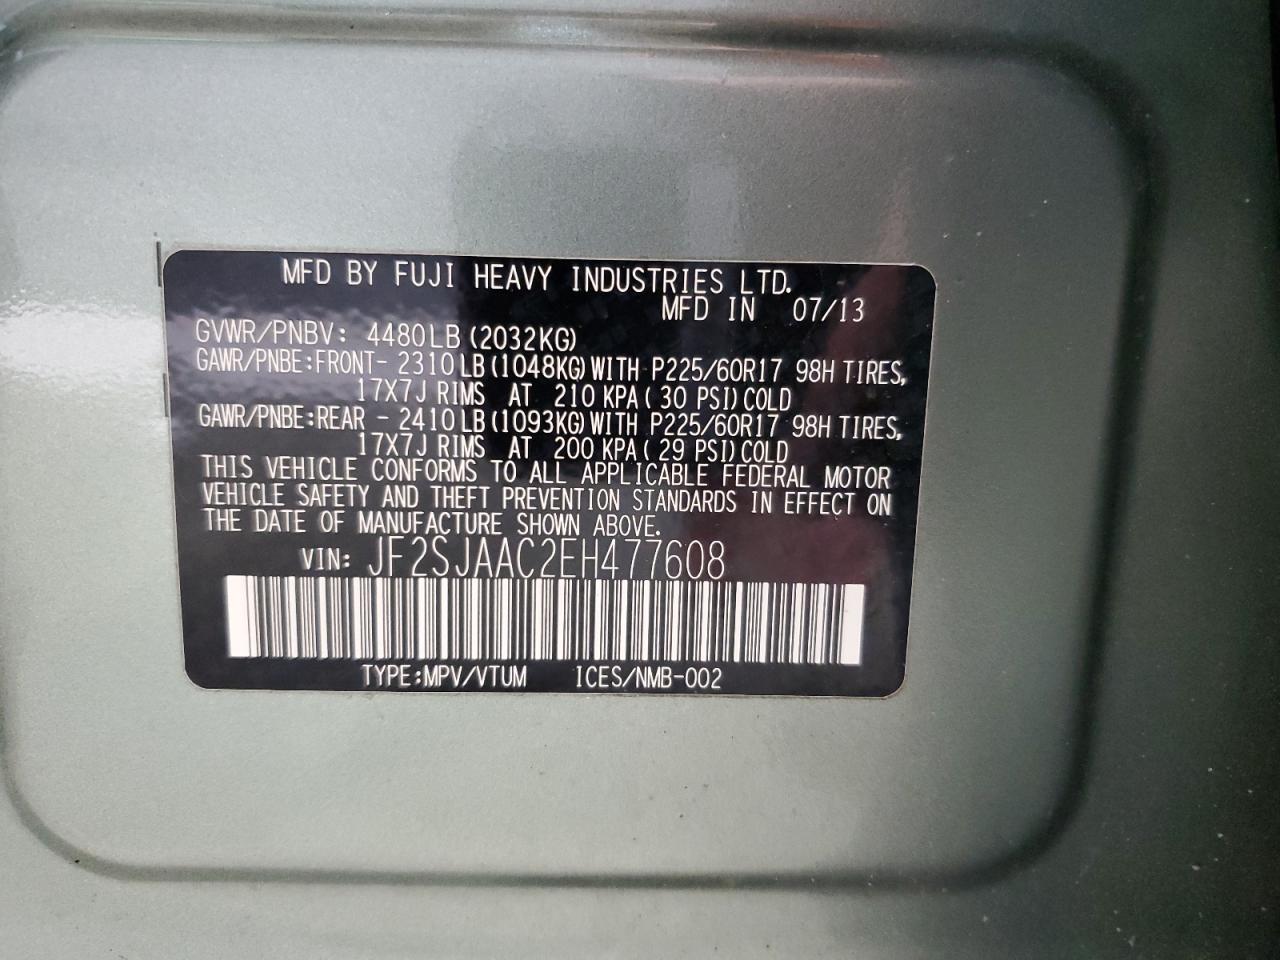 MFD BY FUJI HEAVY INDUSTRIES LTD.
MFD IN 07/13
GVWR/PNBV: 4480LB (2032KG)
GAWR/PNBE:FRONT- 2310LB(1048KG)WITH P225/60R17 98H TIRES,
17X7J RIMS AT 210 KPA( 30 PSI)COLD
GAWR/PNBE:REAR - 2410LB(1093KG)WITH P225/60R17 98H TIRES,
17X7J RIMS AT 200 KPA( 29 PSI)COLD
THIS VEHICLE CONFORMS TO ALL APPLICABLE FEDERAL MOTOR
VEHICLE SAFETY AND THEFT PREVENTION STANDARDS IN EFFECT ON
THE DATE OF MANUFACTURE SHOWN ABOVE.
VIN: JF2SJAAC2EH477608
TYPE:MPV/VTUM ICES/NMB-002